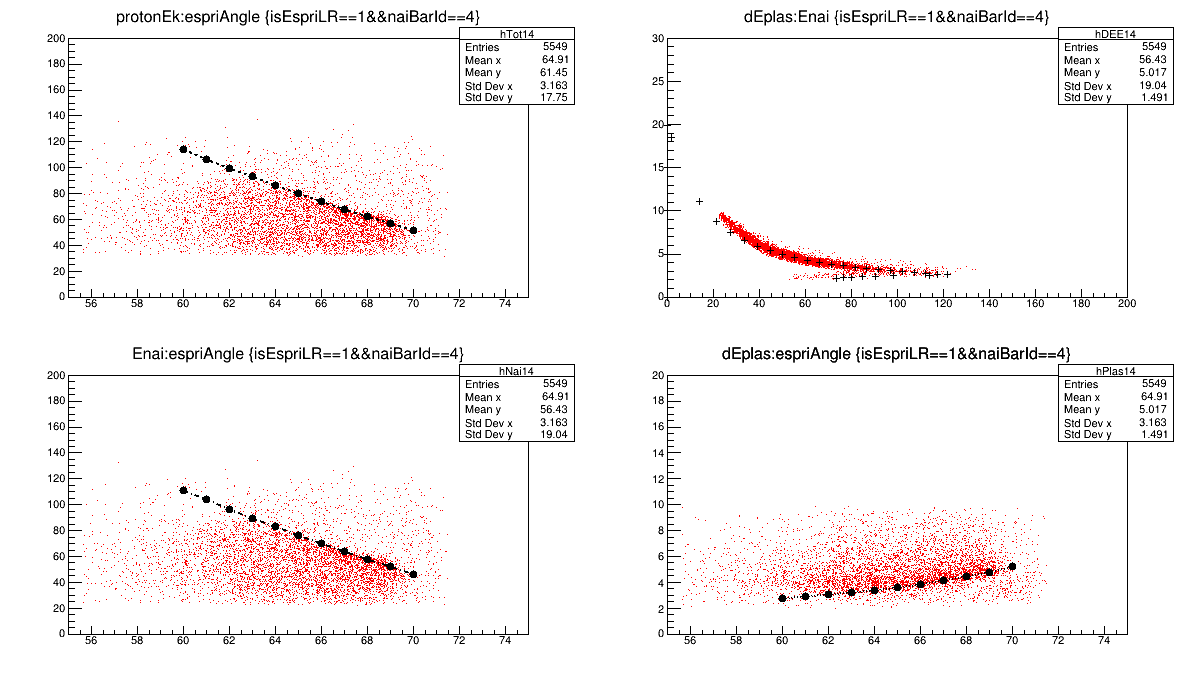 protonEk:espriAngle {isEspriLR==1&&naiBarId==4}
hTot14
Entries 5549
Mean x 64.91
Mean y 61.45
Std Dev x 3.163
Std Dev y 17.75
200
180
160
140
120
100
80
60
40
20
0
56 58 60 62 64 66 68 70 72 74
dEplas:Enai {isEspriLR==1&&naiBarId==4}
hDEE14
Entries 5549
Mean x 56.43
Mean y 5.017
Std Dev x 19.04
Std Dev y 1.491
30
25
20
15
10
5
0
0 20 40 60 80 100 120 140 160 180 200
Enai:espriAngle {isEspriLR==1&&naiBarId==4}
hNai14
Entries 5549
Mean x 64.91
Mean y 56.43
Std Dev x 3.163
Std Dev y 19.04
200
180
160
140
120
100
80
60
40
20
0
56 58 60 62 64 66 68 70 72 74
dEplas:espriAngle {isEspriLR==1&&naiBarId==4}
hPlas14
Entries 5549
Mean x 64.91
Mean y 5.017
Std Dev x 3.163
Std Dev y 1.491
20
18
16
14
12
10
8
6
4
2
0
56 58 60 62 64 66 68 70 72 74